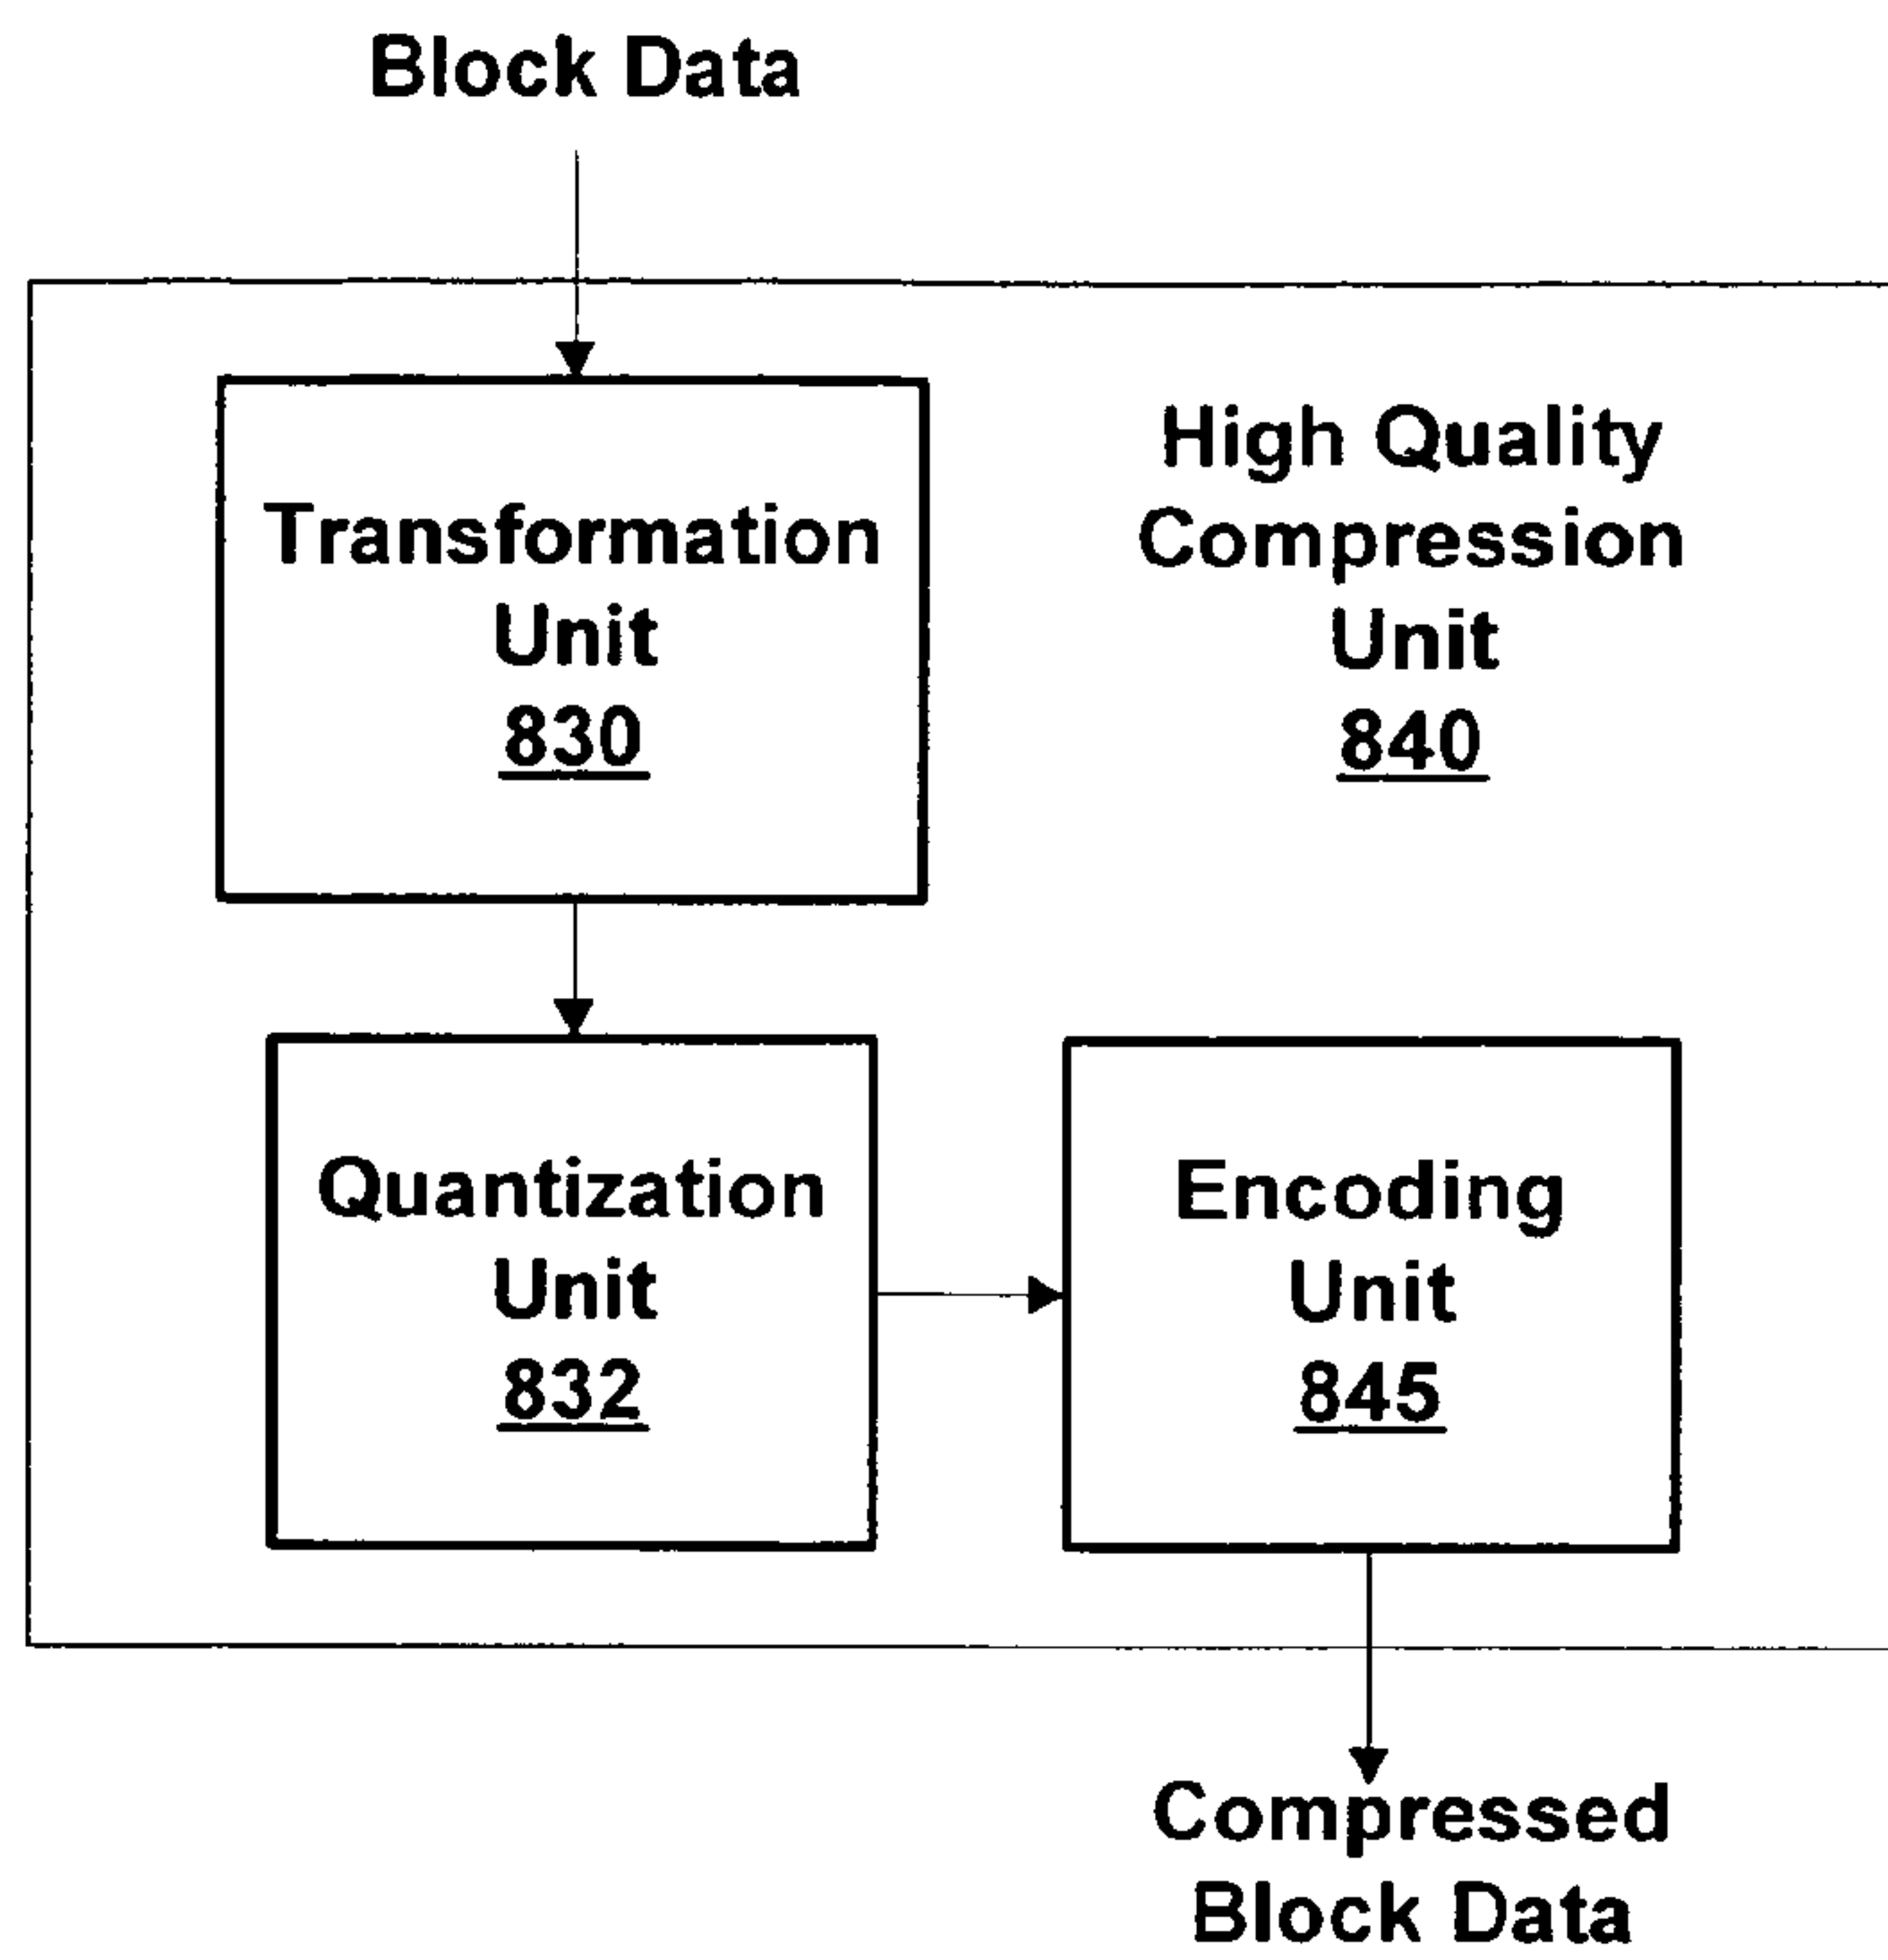 Block Data
Transformation
Unit
830
High Quality
Compression
Unit
840
Quantization
Unit
832
Encoding
Unit
845
Compressed
Block Data